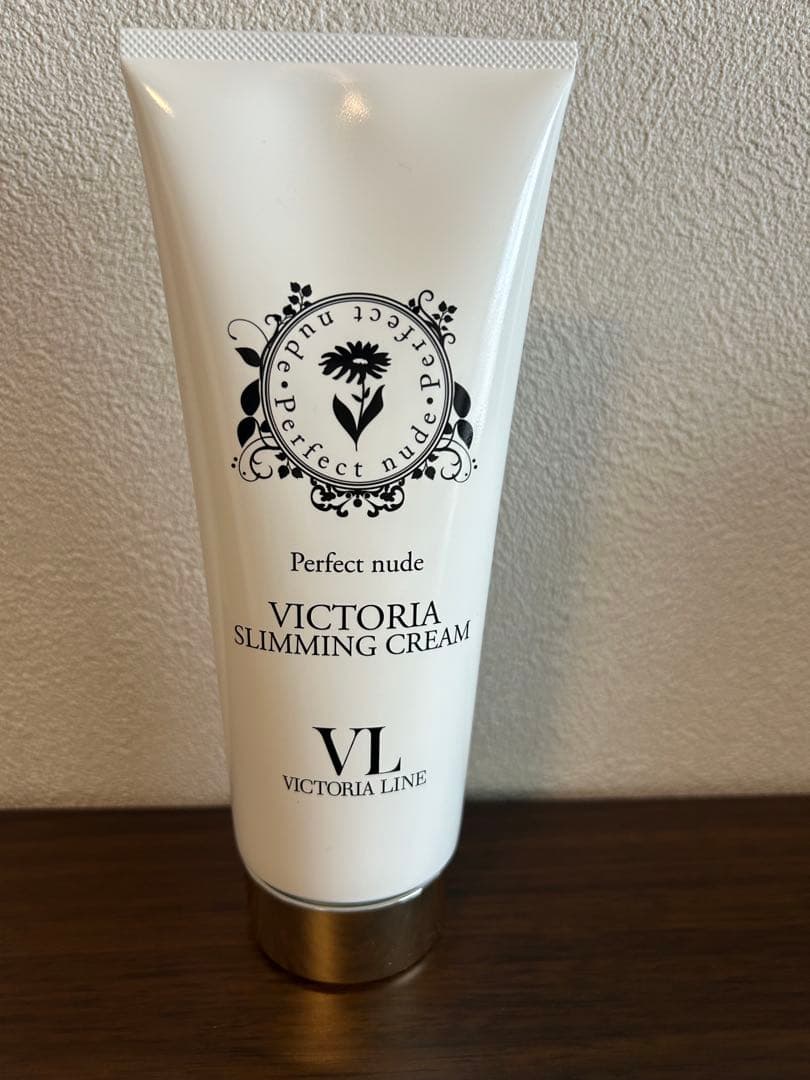 Perfect nude • Perfect nude •
Perfect nude
VICTORIA
SLIMMING CREAM
VL
VICTORIA LINE